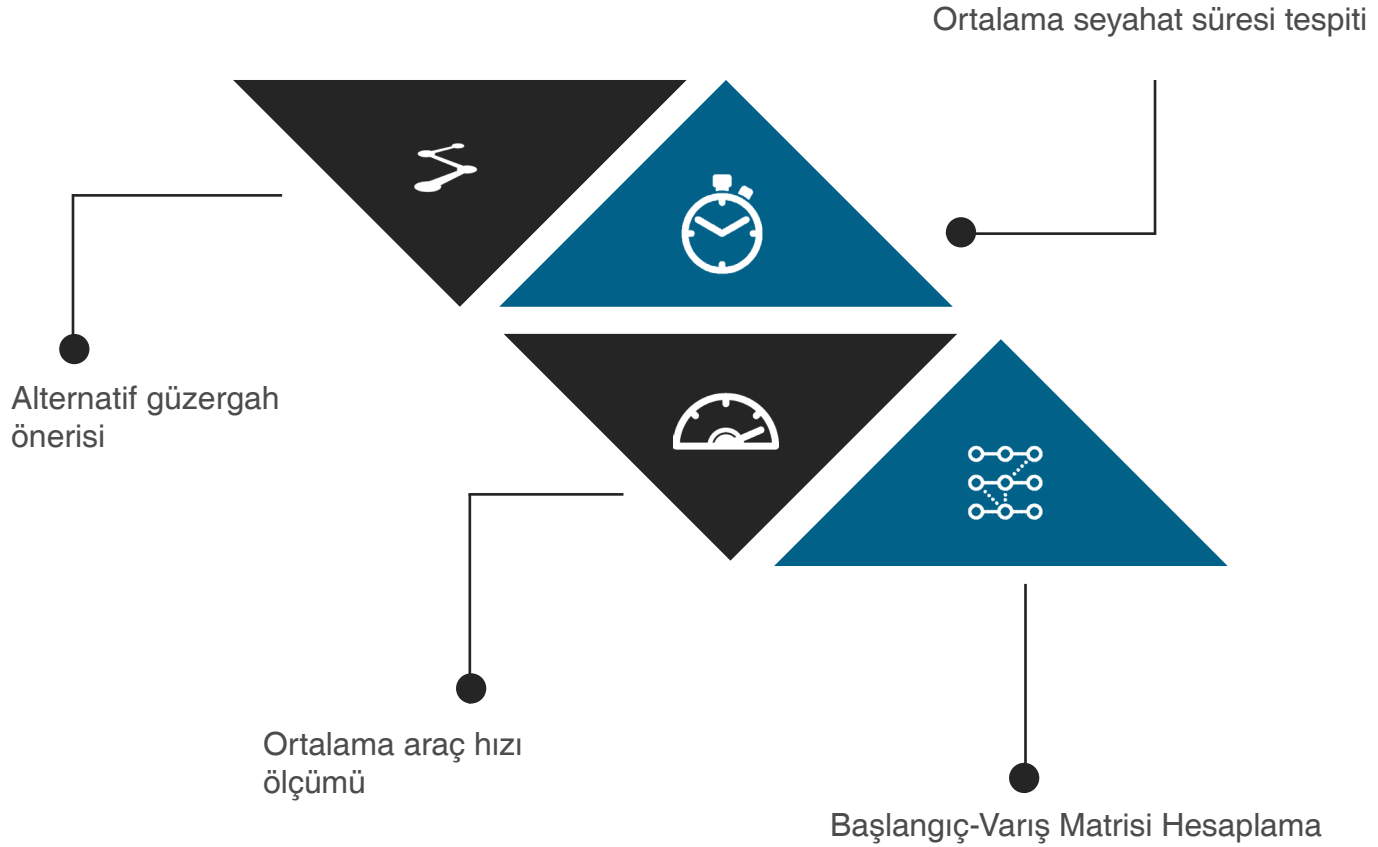 Ortalama seyahat süresi tespiti
Alternatif güzergah
önerisi
Ortalama araç hızı
ölçümü
Başlangıç-Varış Matrisi Hesaplama